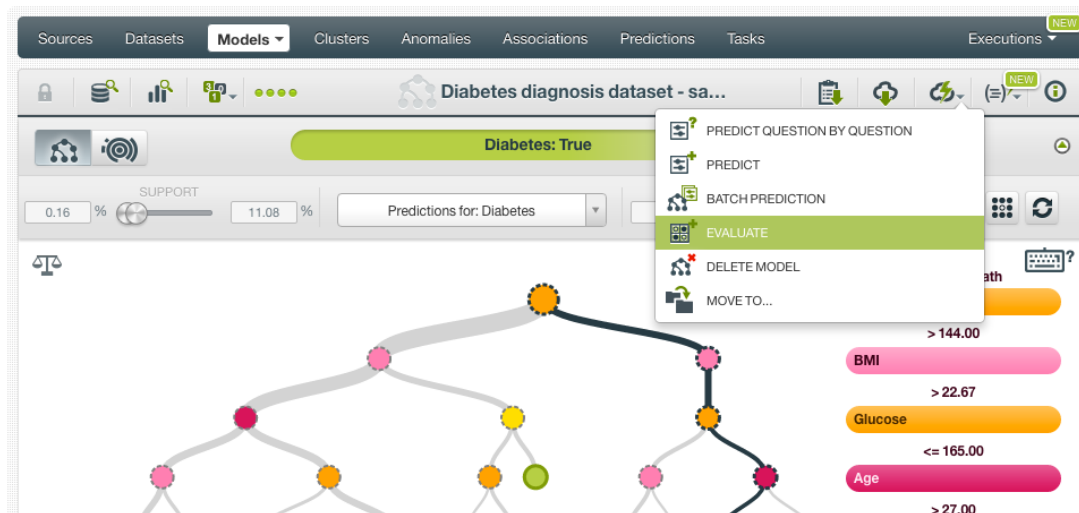 NEW
Sources Datasets Models Clusters Anomalies Associations Predictions Tasks Executions
Diabetes diagnosis dataset - sa...
(=)
NEW
PREDICT QUESTION BY QUESTION
Diabetes: True
PREDICT
SUPPORT
BATCH PREDICTION
0.16 % 11.08 % Predictions for: Diabetes
EVALUATE
DELETE MODEL
ath
?
MOVE TO...
> 144.00
BMI
> 22.67
Glucose
<= 165.00
Age
> 27.00